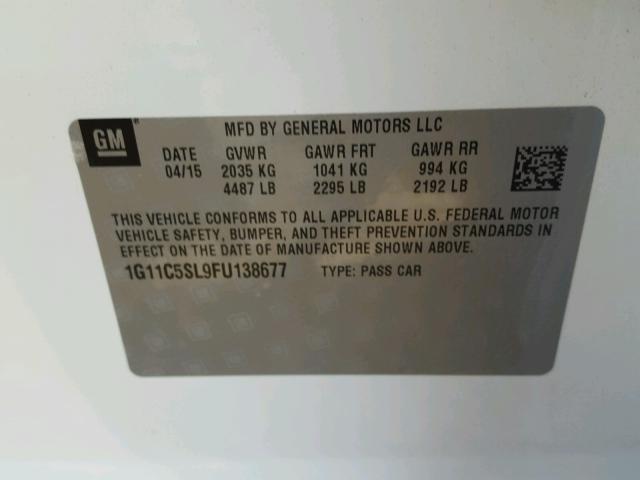 GM
MFD BY GENERAL MOTORS LLC
DATE GVWR GAWR FRT GAWR RR
04/15 2035 KG 1041 KG 994 KG
4487 LB 2295 LB 2192 LB
THIS VEHICLE CONFORMS TO ALL APPLICABLE U.S. FEDERAL MOTOR
VEHICLE SAFETY, BUMPER, AND THEFT PREVENTION STANDARDS IN
EFFECT ON THE DATE OF MANUFACTURE SHOWN ABOVE.
1G11C5SL9FU138677 TYPE: PASS CAR